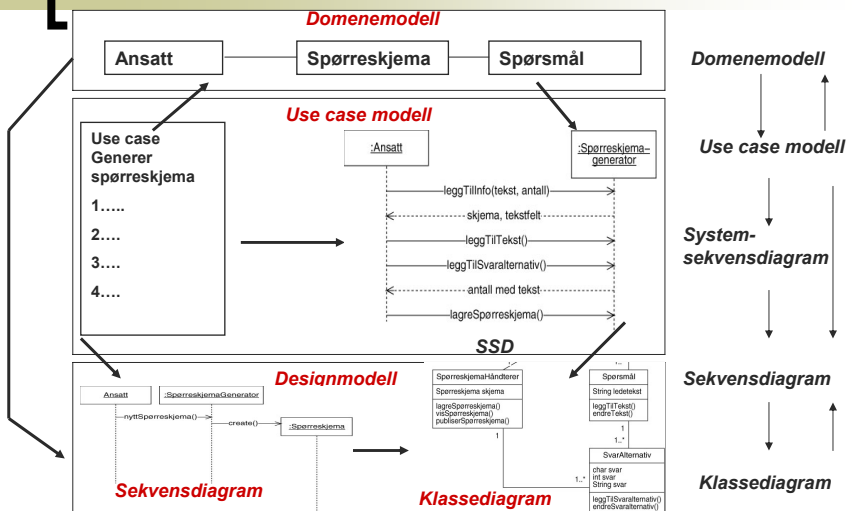 Domenemodell
Ansatt
Spørreskjema
Spørsmål
Use case modell
Use case
Generer
spørreskjema
1…..
2….
3….
4….
:Ansatt
:Spørreskjema–
generator
leggTilInfo(tekst, antall)
skjema, tekstfelt
leggTilTekst()
leggTilSvaralternativ()
antall med tekst
lagreSpørreskjema()
SSD
Designmodell
Ansatt
:SpørreskjemaGenerator
nyttSpørreskjema()
create()
:Spørreskjema
Sekvensdiagram
SpørreskjemaHåndterer
Spørreskjema skjema
lagreSpørreskjema()
visSpørreskjema()
publiserSpørreskjema()
1
1..*
1..
Spørsmål
String ledetekst
leggTilTekst()
endreTekst()
1
1..*
SvarAlternativ
char svar
int svar
String svar
leggTilSvaralternativ()
endreSvaralternativ()
Klassediagram
Domenemodell
Use case modell
System-
sekvensdiagram
Sekvensdiagram
Klassediagram